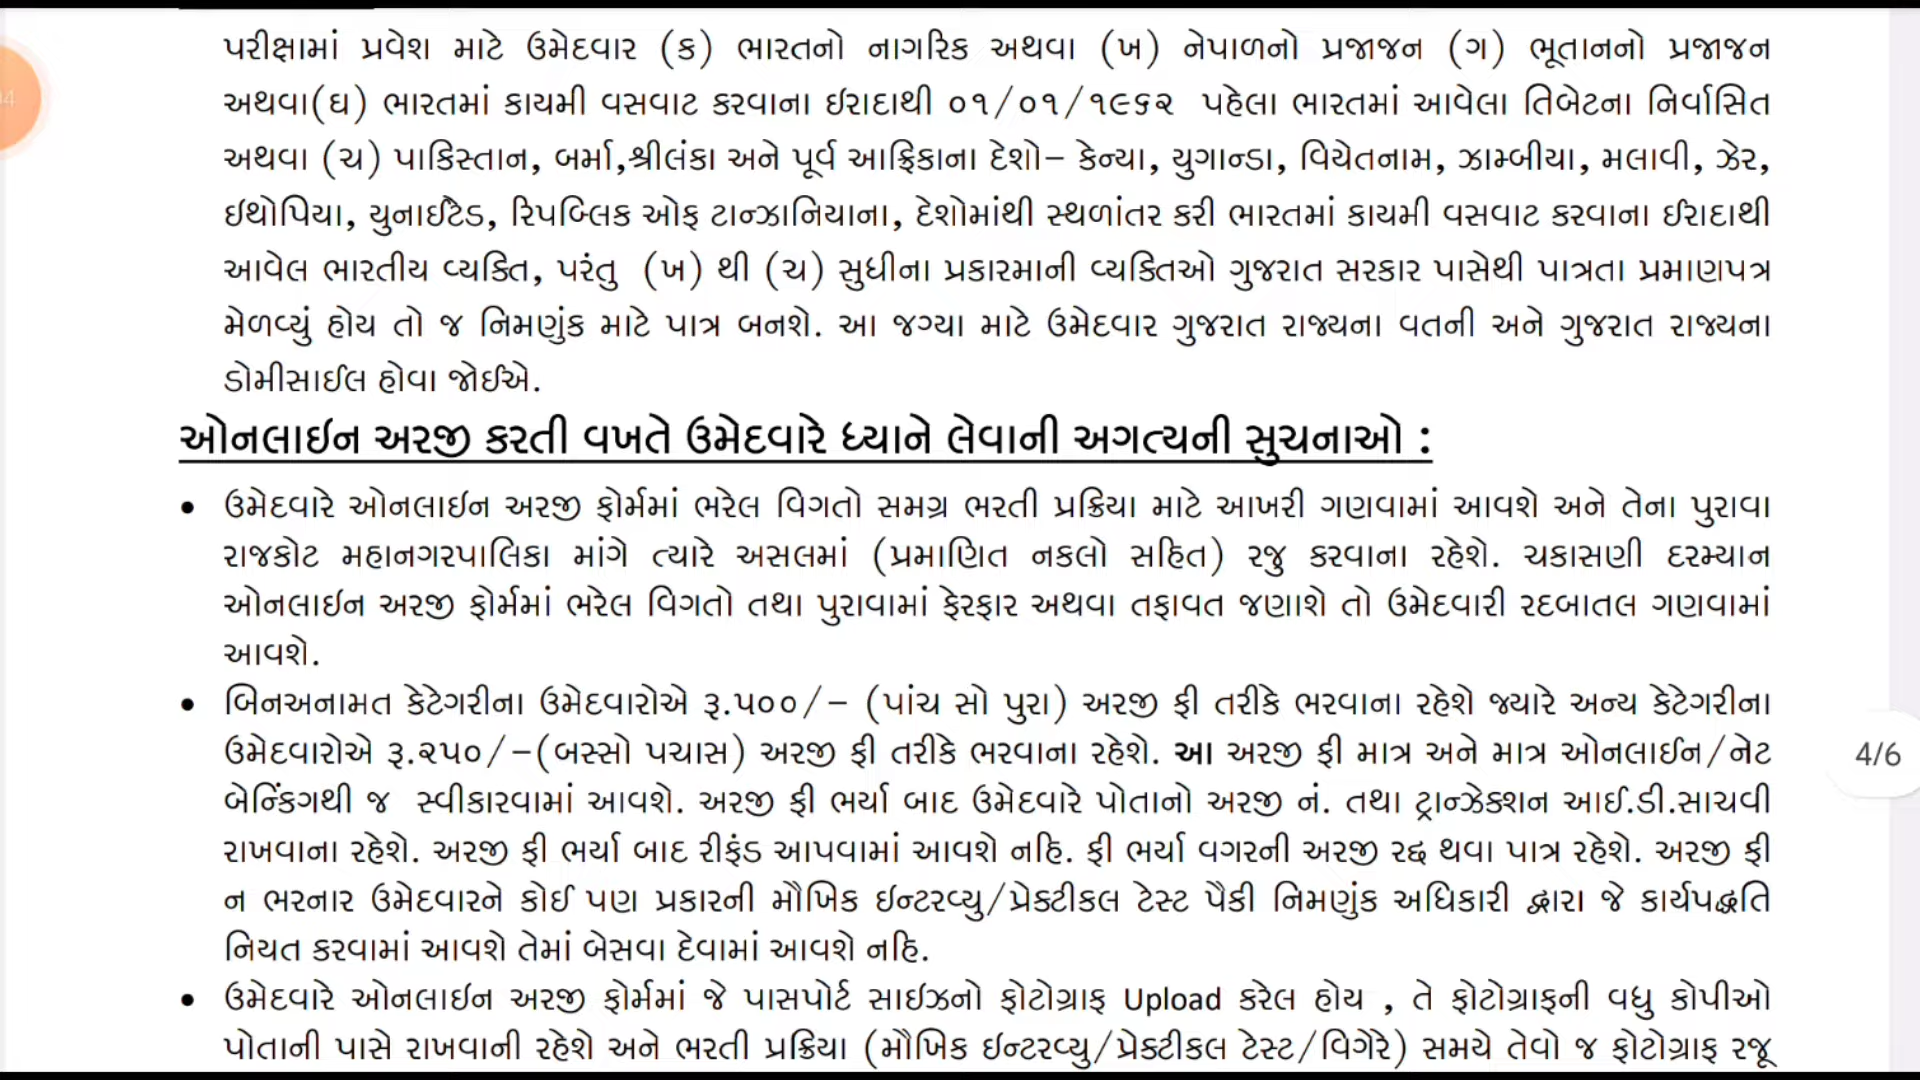 પરીક્ષામાં પ્રવેશ માટે ઉમેદવાર (ક) ભારતનો નાગરિક અથવા (ખ) નેપાળનો પ્રજાજન (ગ) ભૂતાનનો પ્રજાજન
અથવા(ઘ) ભારતમાં કાયમી વસવાટ કરવાના ઈરાદાથી ૦૧/૦૧/૧૯૬૨ પહેલા ભારતમાં આવેલા તિબેટના નિર્વાસિત
અથવા (ચ) પાકિસ્તાન, બર્મા,શ્રીલંકા અને પૂર્વ આફ્રિકાના દેશો– કેન્યા, યુગાન્ડા, વિયેતનામ, ઝામ્બીયા, મલાવી, ઝેર,
ઈથોપિયા, યુનાઈટેડ, રિપબ્લિક ઓફ ટાન્ઝાનિયાના, દેશોમાંથી સ્થળાંતર કરી ભારતમાં કાયમી વસવાટ કરવાના ઈરાદાથી
આવેલ ભારતીય વ્યક્તિ, પરંતુ (ખ) થી (ચ) સુધીના પ્રકારમાની વ્યક્તિઓ ગુજરાત સરકાર પાસેથી પાત્રતા પ્રમાણપત્ર
મેળવ્યું હોય તો જ નિમણુંક માટે પાત્ર બનશે. આ જગ્યા માટે ઉમેદવાર ગુજરાત રાજ્યના વતની અને ગુજરાત રાજ્યના
ડોમીસાઈલ હોવા જોઈએ.
ઓનલાઇન અરજી કરતી વખતે ઉમેદવારે ધ્યાને લેવાની અગત્યની સુચનાઓ :
• ઉમેદવારે ઓનલાઇન અરજી ફોર્મમાં ભરેલ વિગતો સમગ્ર ભરતી પ્રક્રિયા માટે આખરી ગણવામાં આવશે અને તેના પુરાવા
રાજકોટ મહાનગરપાલિકા માંગે ત્યારે અસલમાં (પ્રમાણિત નકલો સહિત) રજુ કરવાના રહેશે. ચકાસણી દરમ્યાન
ઓનલાઇન અરજી ફોર્મમાં ભરેલ વિગતો તથા પુરાવામાં ફેરફાર અથવા તફાવત જણાશે તો ઉમેદવારી રદબાતલ ગણવામાં
આવશે.
• બિનઅનામત કેટેગરીના ઉમેદવારોએ રૂ.૫૦૦/– (પાંચ સો પુરા) અરજી ફી તરીકે ભરવાના રહેશે જ્યારે અન્ય કેટેગરીના
ઉમેદવારોએ રૂ.૨૫૦/–(બસ્સો પચાસ) અરજી ફી તરીકે ભરવાના રહેશે. આ અરજી ફી માત્ર અને માત્ર ઓનલાઈન/નેટ
બેન્કિંગથી જ સ્વીકારવામાં આવશે. અરજી ફી ભર્યા બાદ ઉમેદવારે પોતાનો અરજી નં. તથા ટ્રાન્ઝેક્શન આઈ.ડી.સાચવી
રાખવાના રહેશે. અરજી ફી ભર્યા બાદ રીફંડ આપવામાં આવશે નહિ. ફી ભર્યા વગરની અરજી રદ્દ થવા પાત્ર રહેશે. અરજી ફી
ન ભરનાર ઉમેદવારને કોઈ પણ પ્રકારની મૌખિક ઈન્ટરવ્યુ/પ્રેક્ટીકલ ટેસ્ટ પૈકી નિમણુંક અધિકારી દ્વારા જે કાર્યપદ્ધતિ
નિયત કરવામાં આવશે તેમાં બેસવા દેવામાં આવશે નહિ.
• ઉમેદવારે ઓનલાઈન અરજી ફોર્મમાં જે પાસપોર્ટ સાઈઝનો ફોટોગ્રાફ Upload કરેલ હોય , તે ફોટોગ્રાફની વધુ કોપીઓ
પોતાની પાસે રાખવાની રહેશે અને ભરતી પ્રક્રિયા (મૌખિક ઇન્ટરવ્યુ/પ્રેક્ટીકલ ટેસ્ટ/વિગેરે) સમયે તેવો જ ફોટોગ્રાફ રજૂ
4/6